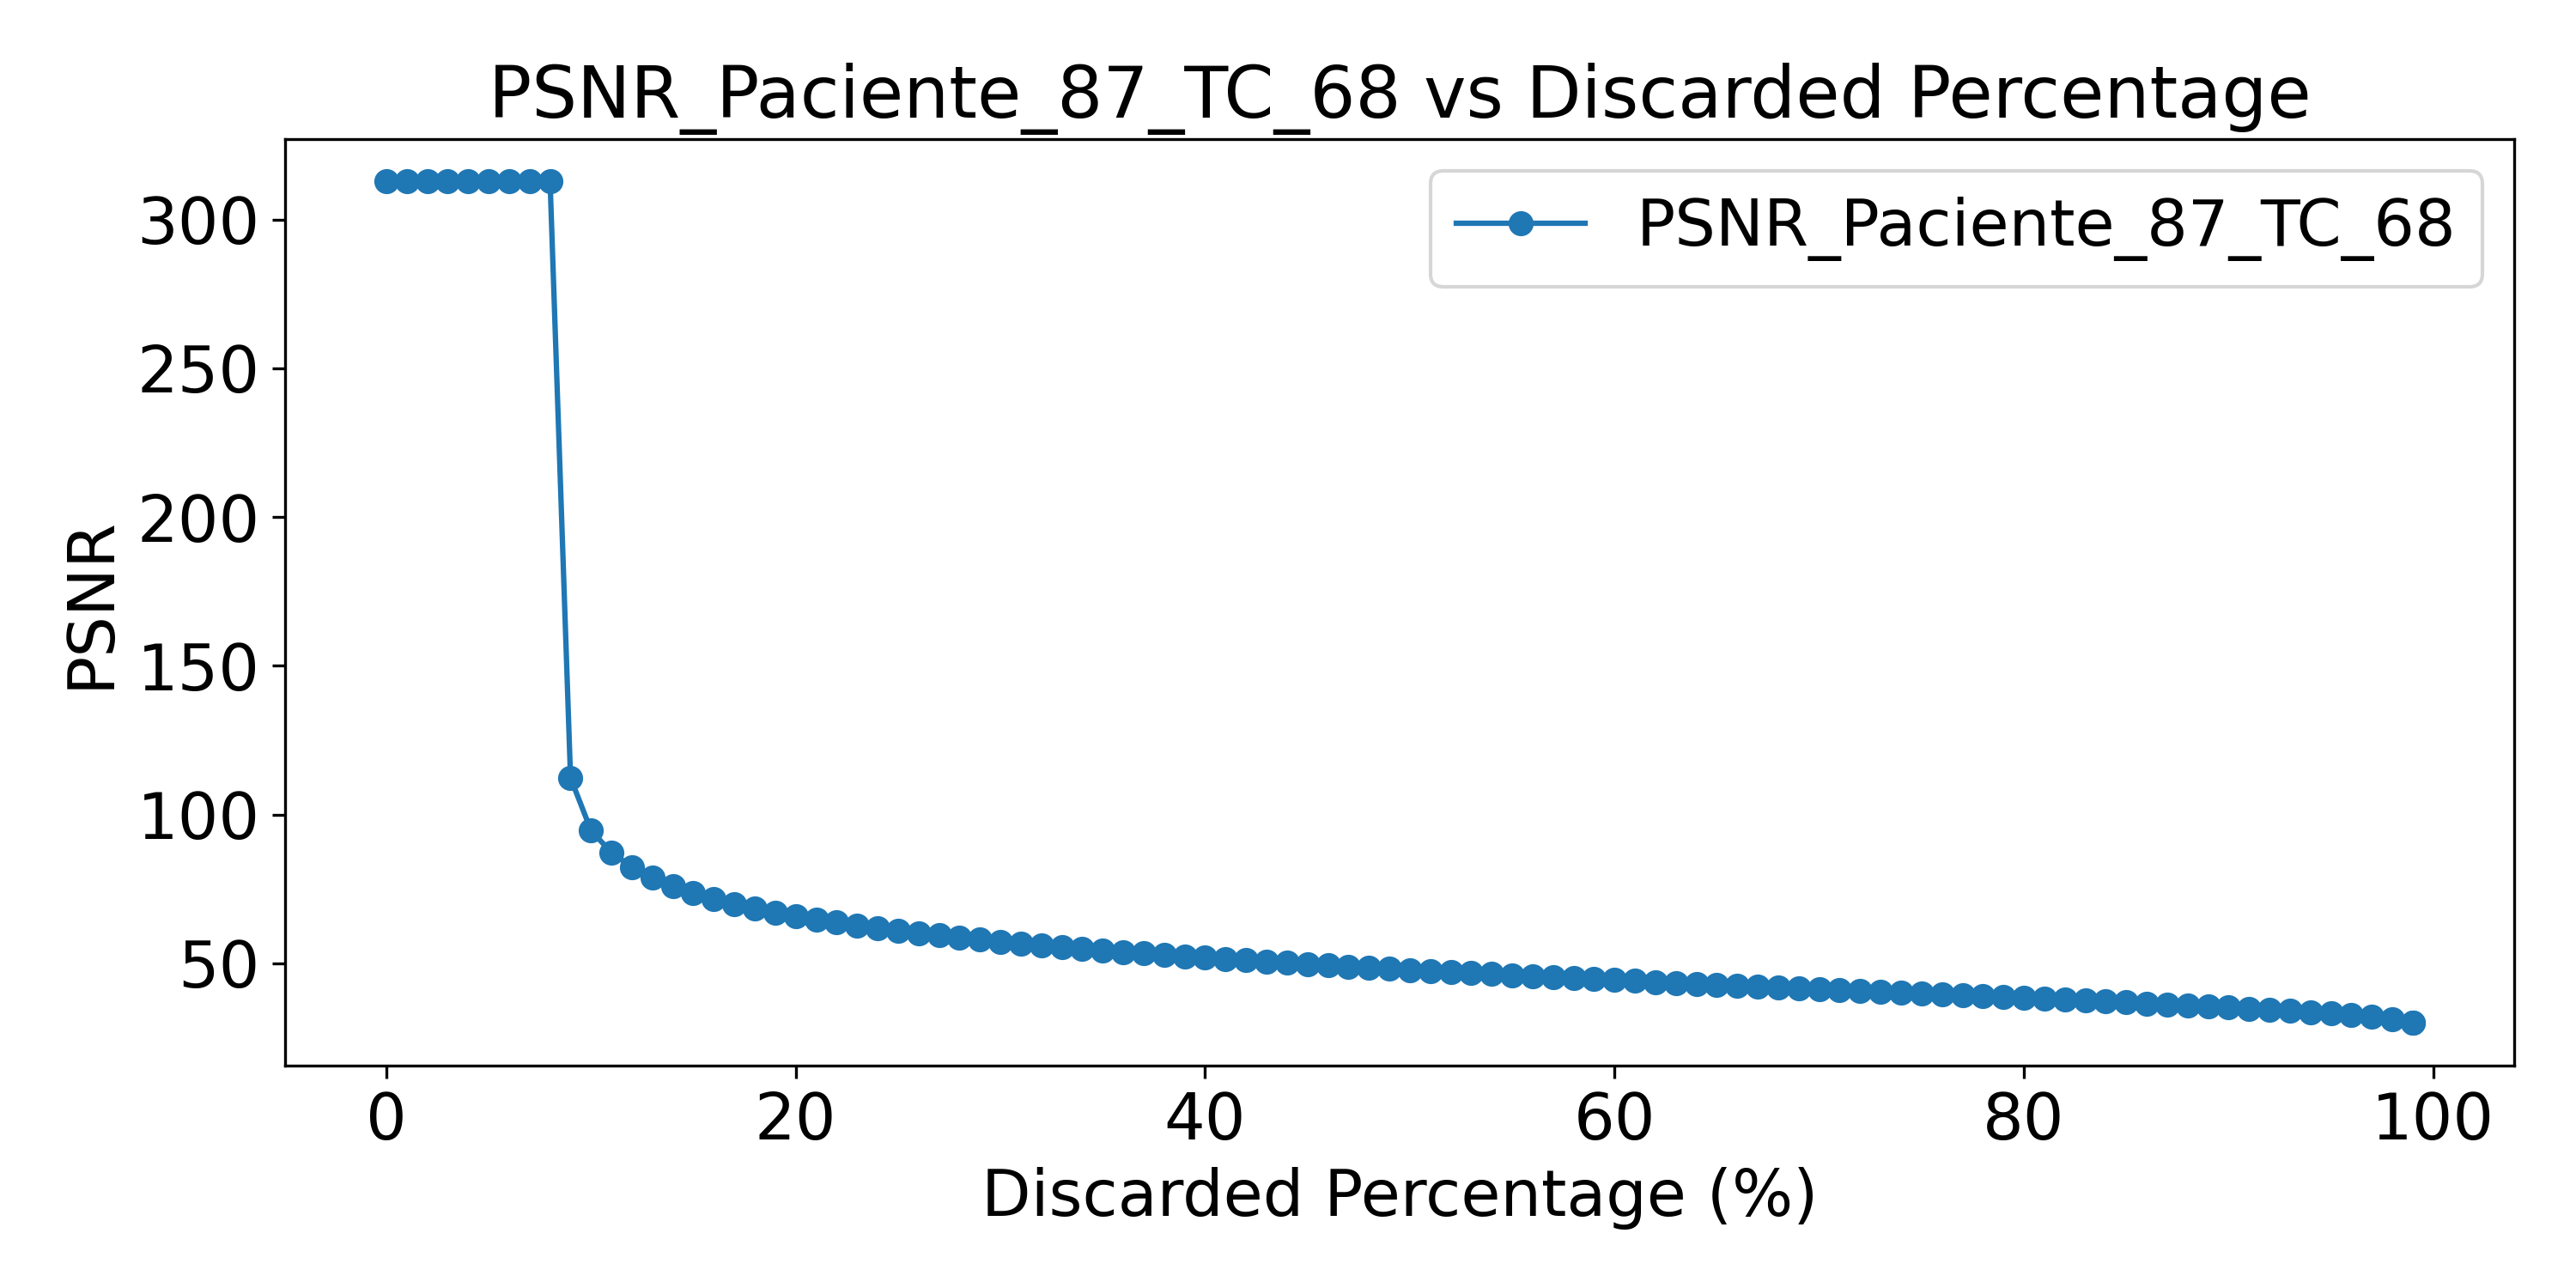 PSNR_Paciente_87_TC_68 vs Discarded Percentage
PSNR_Paciente_87_TC_68
300
250
200
150
100
50
PSNR
0 20 40 60 80 100
Discarded Percentage (%)